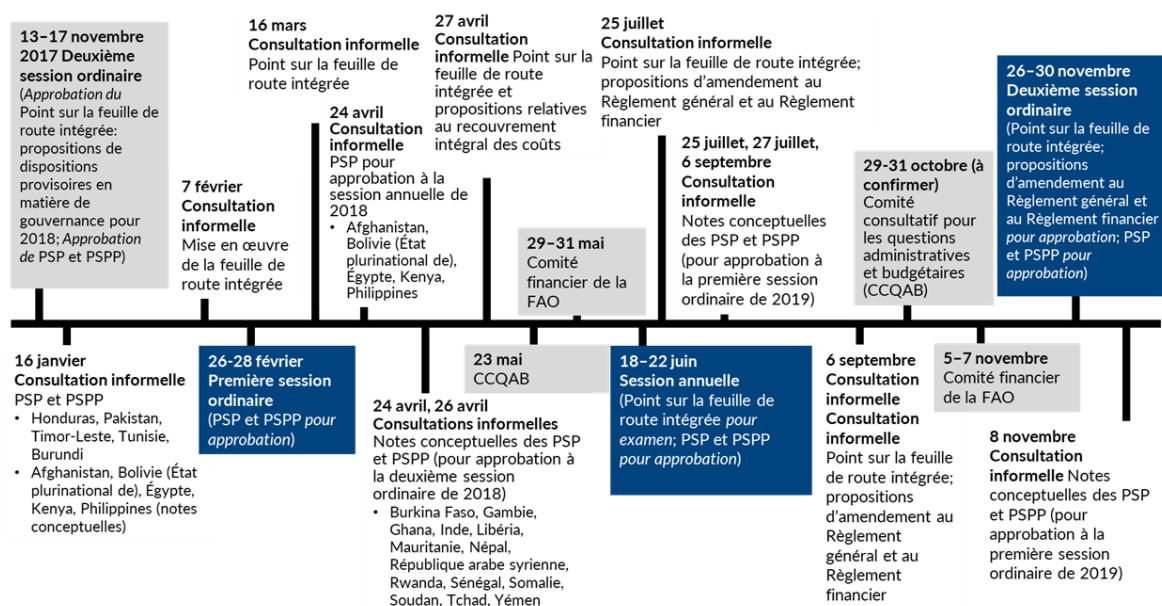 13–17 novembre
2017 Deuxième
session ordinaire
(Approbation du
Point sur la feuille de
route intégrée:
propositions de
dispositions
provisoires en
matière de
gouvernance pour
2018; Approbation
de PSP et PSPP)
7 février
Consultation
informelle
Mise en œuvre
de la feuille de
route intégrée
16 mars
Consultation informelle
Point sur la feuille de
route intégrée
24 avril
Consultation
informelle
PSP pour
approbation à la
session annuelle de
2018
• Afghanistan,
Bolivie (État
plurinational de),
Égypte, Kenya,
Philippines
27 avril
Consultation
informelle Point sur la
feuille de route
intégrée et
propositions relatives
au recouvrement
intégral des coûts
29–31 mai
Comité
financier de la
FAO
25 juillet
Consultation informelle
Point sur la feuille de route intégrée;
propositions d’amendement au
Règlement général et au Règlement
financier
25 juillet, 27 juillet,
6 septembre
Consultation
informelle
Notes conceptuelles
des PSP et PSPP
(pour approbation à
la première session
ordinaire de 2019)
29-31 octobre (à
confirmer)
Comité
consultatif pour
les questions
administratives
et budgétaires
(CCQAB)
26–30 novembre
Deuxième session
ordinaire
(Point sur la feuille de
route intégrée;
propositions
d’amendement au
Règlement général et
au Règlement financier
pour approbation; PSP
et PSPP pour
approbation)
16 janvier
Consultation informelle
PSP et PSPP
• Honduras, Pakistan,
Timor-Leste, Tunisie,
Burundi
• Afghanistan, Bolivie (État
plurinational de), Égypte,
Kenya, Philippines (notes
conceptuelles)
26-28 février
Première session
ordinaire
(PSP et PSPP pour
approbation)
24 avril, 26 avril
Consultations informelles
Notes conceptuelles des PSP
et PSPP (pour approbation à
la deuxième session
ordinaire de 2018)
• Burkina Faso, Gambie,
Ghana, Inde, Libéria,
Mauritanie, Népal,
République arabe syrienne,
Rwanda, Sénégal, Somalie,
Soudan, Tchad, Yémen
23 mai
CCQAB
18–22 juin
Session annuelle
(Point sur la feuille de
route intégrée pour
examen; PSP et PSPP
pour approbation)
6 septembre
Consultation
informelle
Consultation
informelle
Point sur la feuille
de route intégrée;
propositions
d’amendement au
Règlement
général et au
Règlement
financier
5–7 novembre
Comité financier
de la FAO
8 novembre
Consultation
informelle Notes
conceptuelles des PSP
et PSPP (pour
approbation à la
première session
ordinaire de 2019)